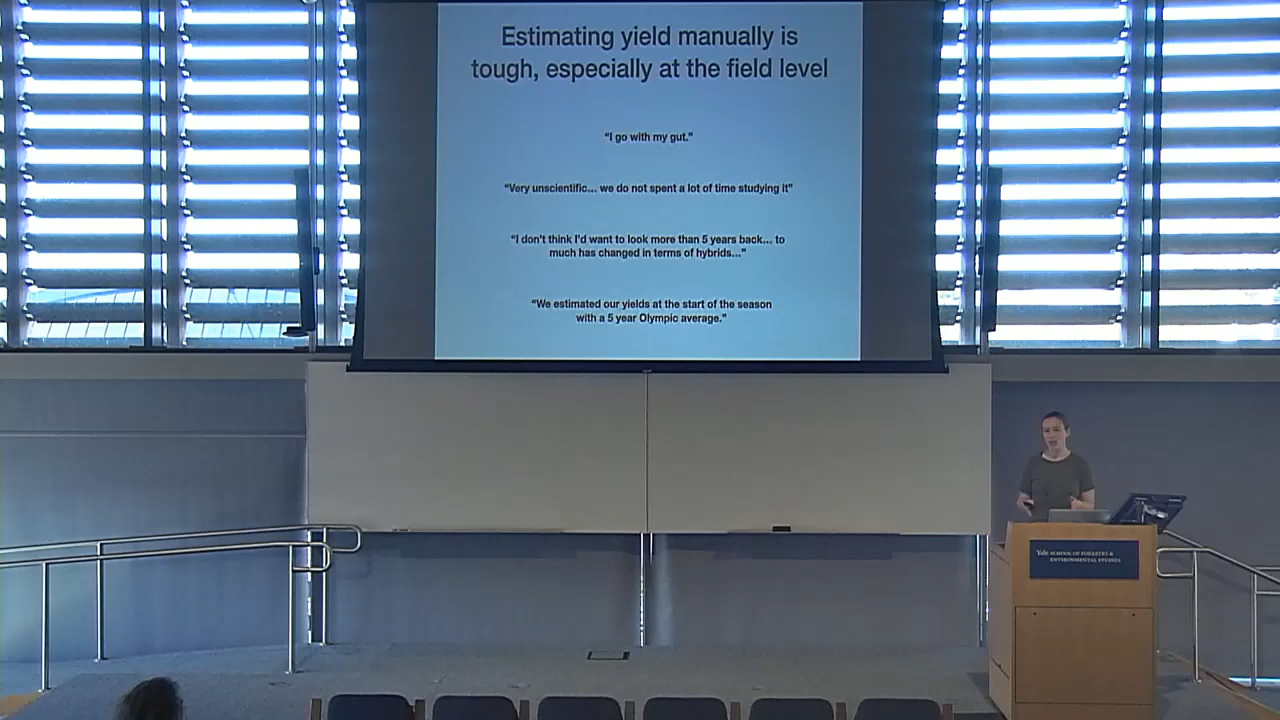 Estimating yield manually is
tough, especially at the field level
“I go with my gut.”
“Very unscientific... we do not spent a lot of time studying it”
“I don't think I'd want to look more than 5 years back... to
much has changed in terms of hybrids...”
“We estimated our yields at the start of the season
with a 5 year Olympic average.”
Yale SCHOOL OF FORESTRY &
ENVIRONMENTAL STUDIES